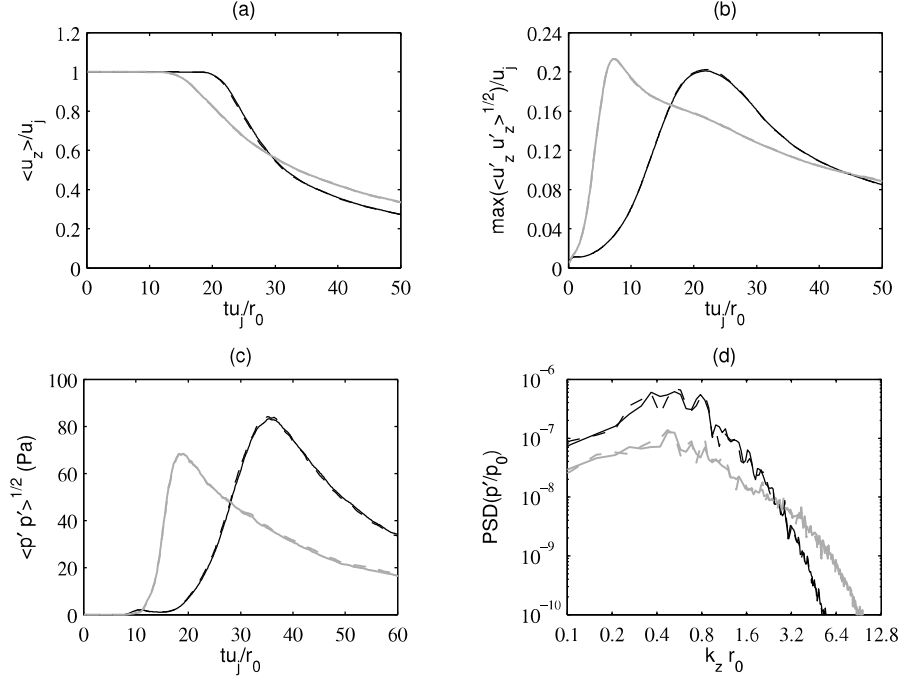 (a)
1.2
1
0.8
0.6
0.4
0.2
0
<u_z>/u_j
0 10 20 30 40 50
tu_j/r_0
(b)
0.24
0.2
0.16
0.12
0.08
0.04
0
max(<u′_z u′_z>^{1/2})/u_j
0 10 20 30 40 50
tu_j/r_0
(c)
100
80
60
40
20
0
<p′ p′>^{1/2} (Pa)
0 10 20 30 40 50 60
tu_j/r_0
(d)
10^{−6}
10^{−7}
10^{−8}
10^{−9}
10^{−10}
PSD(p′/p_0)
0.1 0.2 0.4 0.8 1.6 3.2 6.4 12.8
k_z r_0